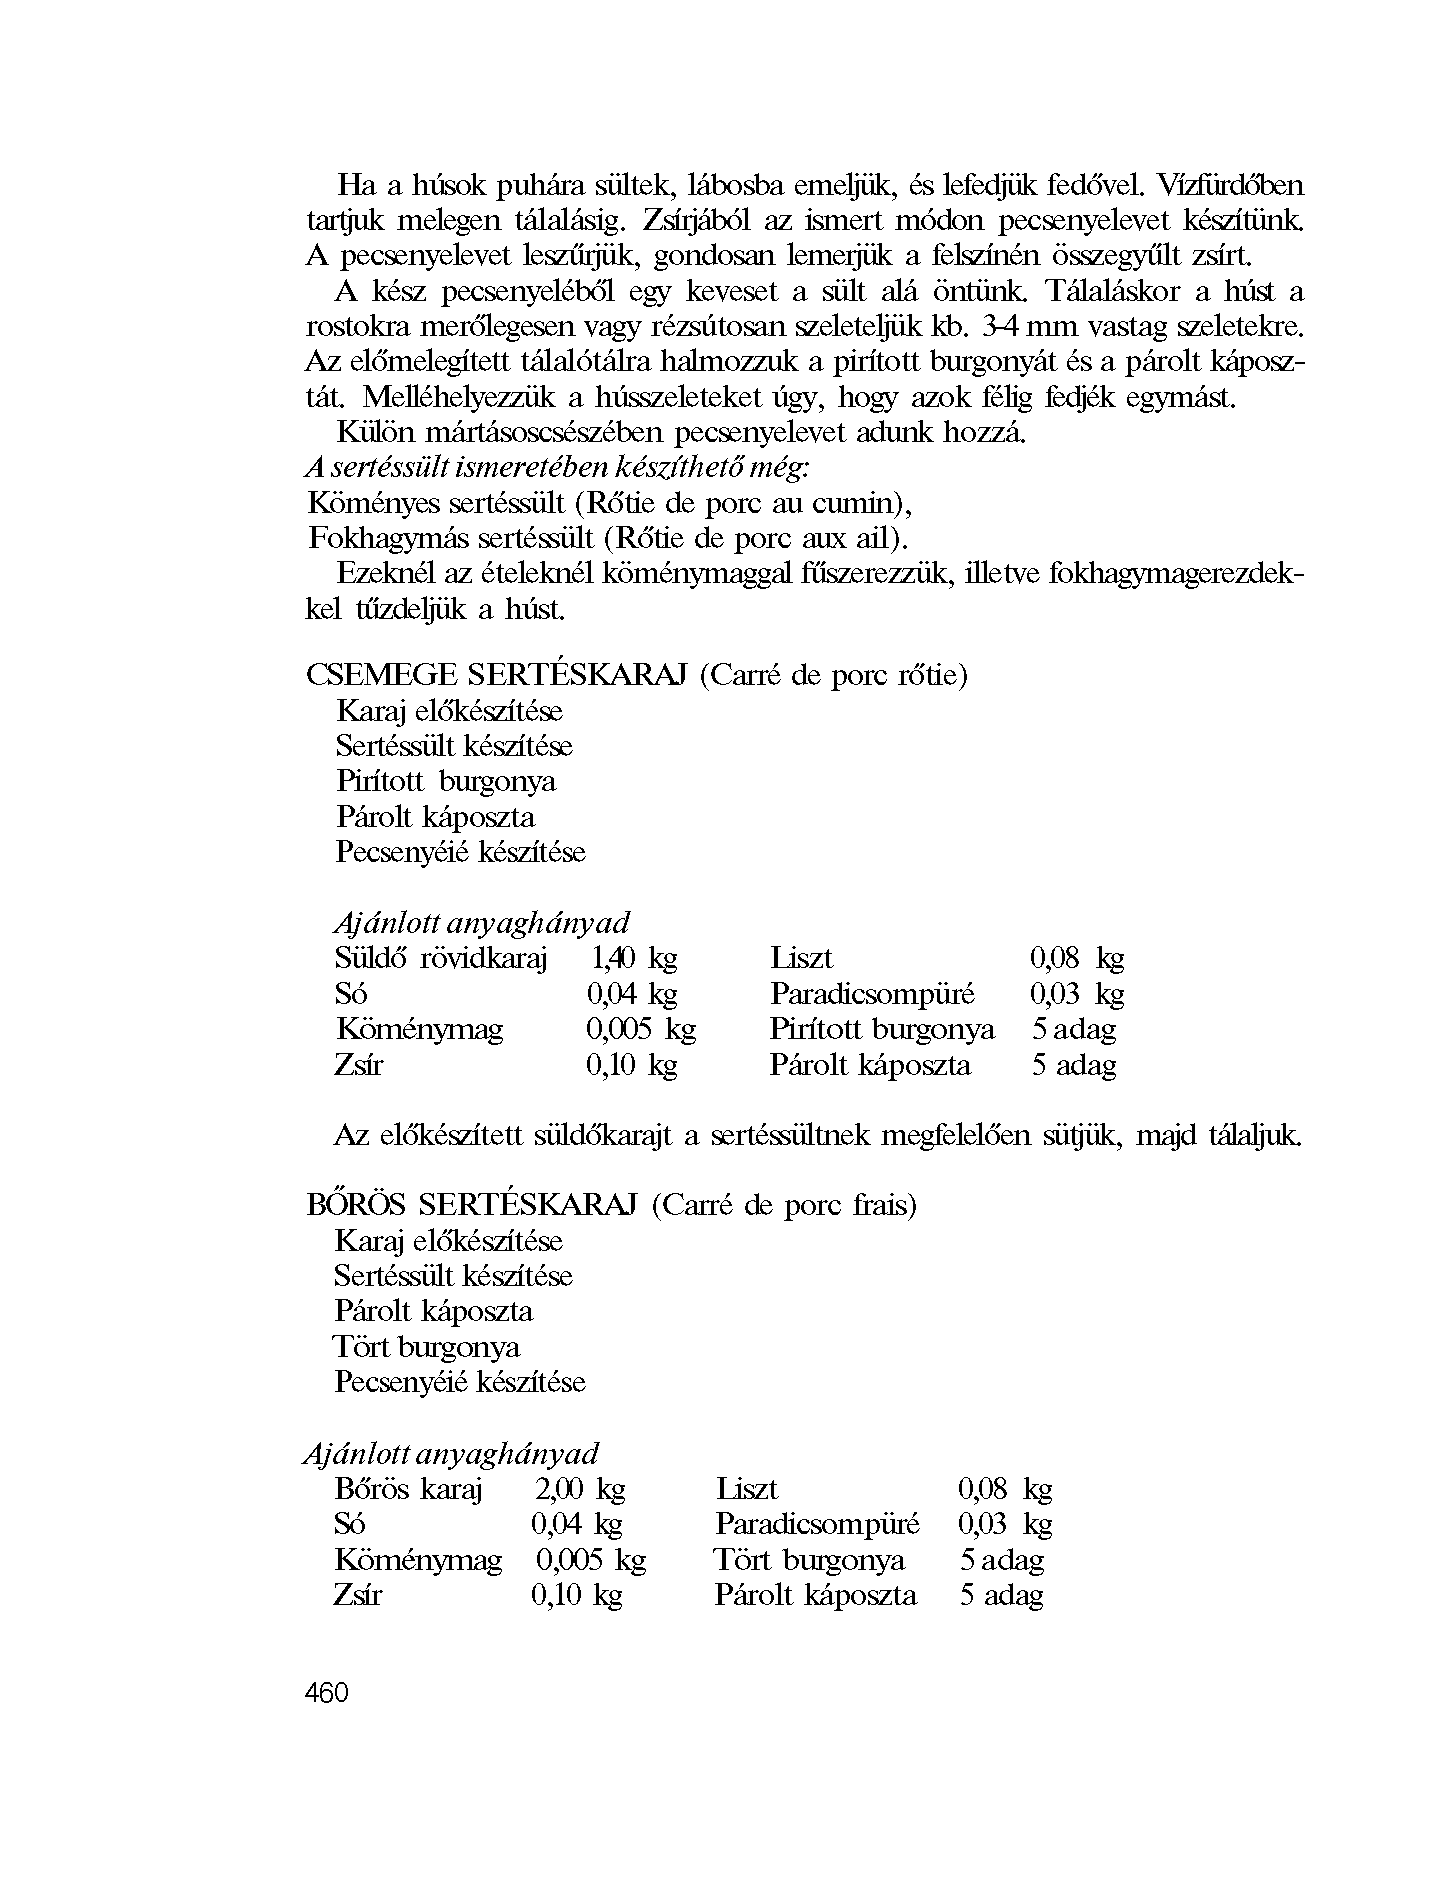 Ha a húsok puhára sültek, lábosba emeljük, és lefedjük fedővel. Vízfürdőben
tartjuk melegen tálalásig. Zsírjából az ismert módon pecsenyelevet készítünk.
A pecsenyelevet leszűrjük, gondosan lemerjük a felszínén összegyűlt zsírt.
A kész pecsenyeléből egy keveset a sült alá öntünk. Tálaláskor a húst a
rostokra merőlegesen vagy rézsútosan szeleteljük kb. 3-4 mm vastag szeletekre.
Az előmelegített tálalótálra halmozzuk a pirított burgonyát és a párolt káposz-
tát. Melléhelyezzük a hússzeleteket úgy, hogy azok félig fedjék egymást.
Külön mártásoscsészében pecsenyelevet adunk hozzá.
A sertéssült ismeretében készíthető még:
Köményes sertéssült (Rőtie de porc au cumin),
Fokhagymás sertéssült (Rőtie de porc aux ail).
Ezeknél az ételeknél köménymaggal fűszerezzük, illetve fokhagymagerezdek-
kel tűzdeljük a húst.
CSEMEGE SERTÉSKARAJ (Carré de porc rőtie)
Karaj előkészítése
Sertéssült készítése
Pirított burgonya
Párolt káposzta
Pecsenyéié készítése
Ajánlott anyaghányad
Süldő rövidkaraj 1,40 kg Liszt 0,08 kg
Só 0,04 kg Paradicsompüré 0,03 kg
Köménymag 0,005 kg Pirított burgonya 5 adag
Zsír 0,10 kg Párolt káposzta 5 adag
Az előkészített süldőkarajt a sertéssültnek megfelelően sütjük, majd tálaljuk.
BŐRÖS SERTÉSKARAJ (Carré de porc frais)
Karaj előkészítése
Sertéssült készítése
Párolt káposzta
Tört burgonya
Pecsenyéié készítése
Ajánlott anyaghányad
Bőrös karaj 2,00 kg Liszt 0,08 kg
Só 0,04 kg Paradicsompüré 0,03 kg
Köménymag 0,005 kg Tört burgonya 5 adag
Zsír 0,10 kg Párolt káposzta 5 adag
460